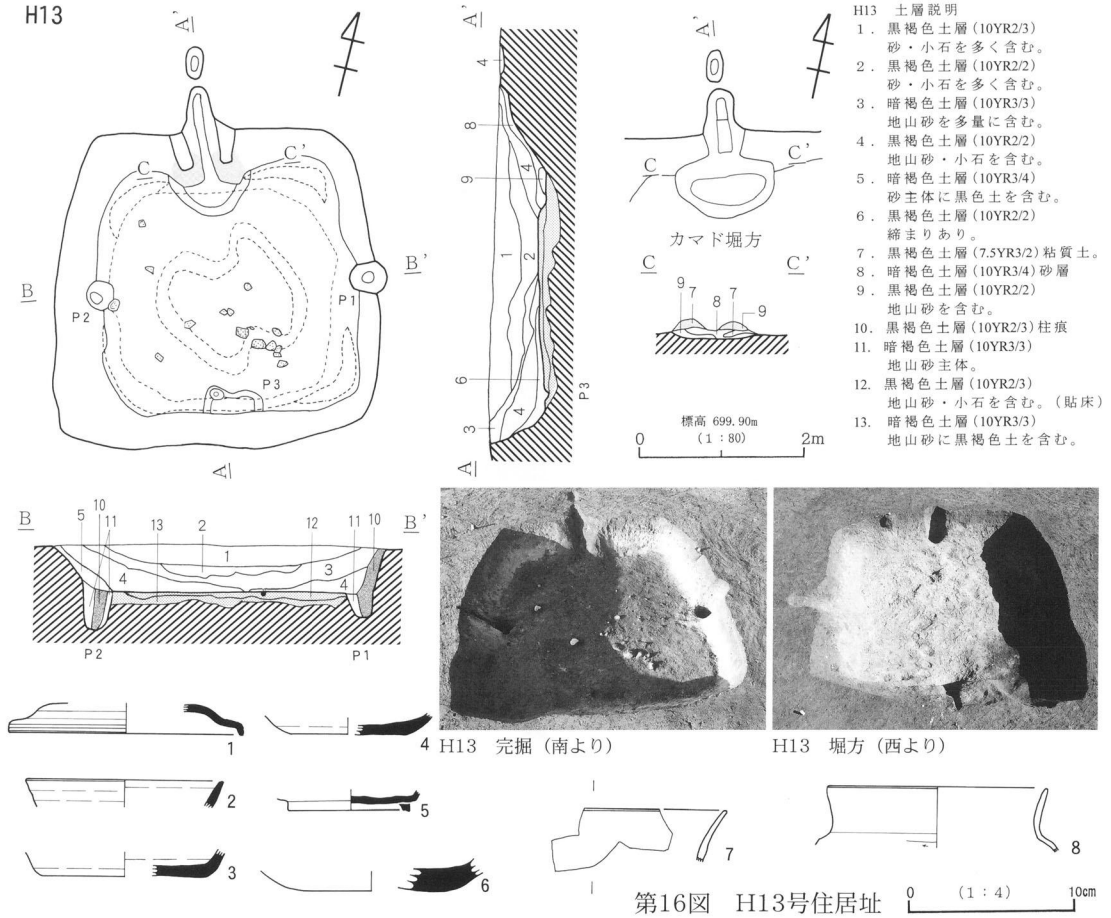 H13
A'
C
C'
B
B'
P1
P2
P3
A
A'
4
8
9
4
1
2
6
4
3
P3
A
A'
C
C'
カマド堀方
C
C'
9 7 8 7 9
標高 699.90m
0 (1：80) 2m
H13 土層説明
1．黒褐色土層(10YR2/3)
砂・小石を多く含む。
2．黒褐色土層(10YR2/2)
砂・小石を多く含む。
3．暗褐色土層(10YR3/3)
地山砂を多量に含む。
4．黒褐色土層(10YR2/2)
地山砂・小石を含む。
5．暗褐色土層(10YR3/4)
砂主体に黒色土を含む。
6．黒褐色土層(10YR2/2)
締まりあり。
7．黒褐色土層(7.5YR3/2)粘質土。
8．暗褐色土層(10YR3/4)砂層
9．黒褐色土層(10YR2/2)
地山砂を含む。
10．黒褐色土層(10YR2/3)柱痕
11．暗褐色土層(10YR3/3)
地山砂主体。
12．黒褐色土層(10YR2/3)
地山砂・小石を含む。(貼床)
13．暗褐色土層(10YR3/3)
地山砂に黒褐色土を含む。
B
B'
5 10 11 13 2 12 11 10
1
3
4
4
P2
P1
H13 完掘（南より）
H13 堀方（西より）
1
4
2
5
3
6
7
8
第16図 H13号住居址
0 (1：4) 10cm